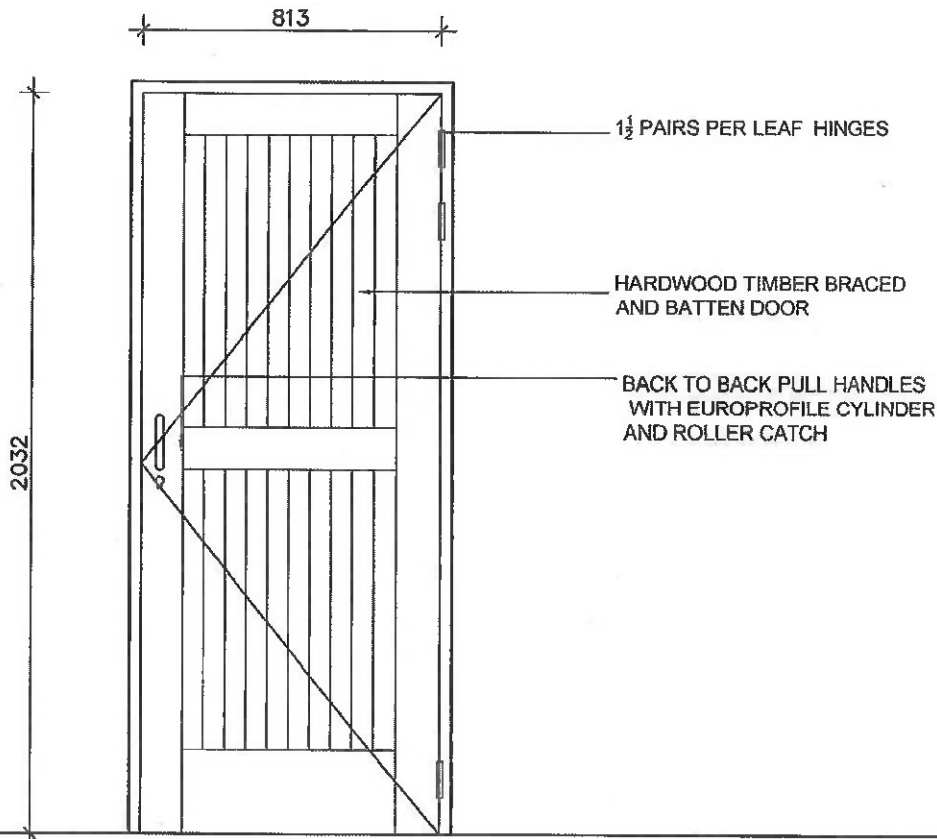 813
1½ PAIRS PER LEAF HINGES
HARDWOOD TIMBER BRACED
AND BATTEN DOOR
BACK TO BACK PULL HANDLES
WITH EUROPROFILE CYLINDER
AND ROLLER CATCH
2032